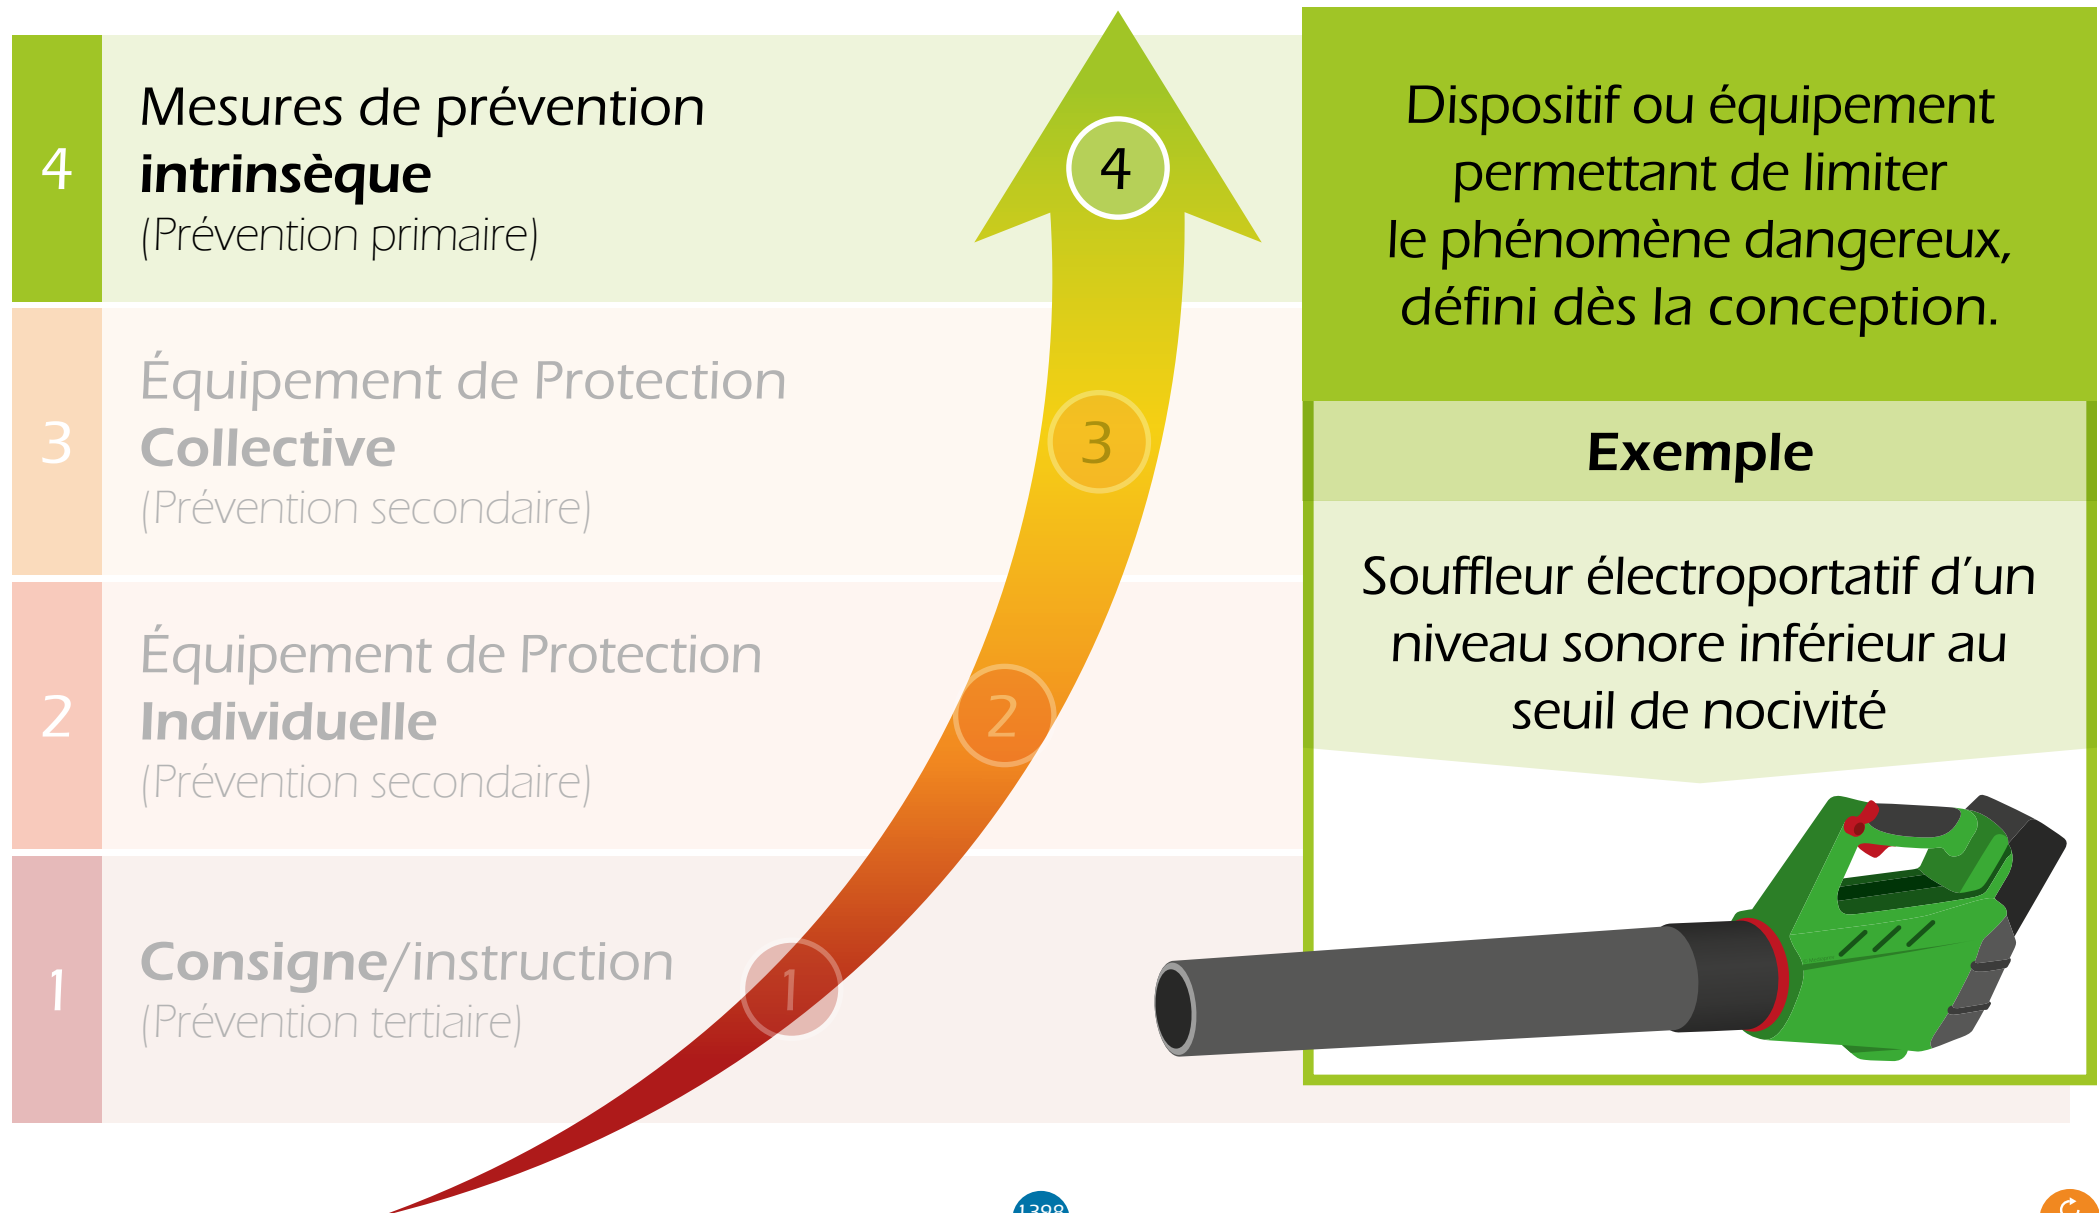 4
Mesures de prévention
intrinsèque
(Prévention primaire)
3
Équipement de Protection
Collective
(Prévention secondaire)
2
Équipement de Protection
Individuelle
(Prévention secondaire)
1
Consigne/instruction
(Prévention tertiaire)
4
3
2
1
Dispositif ou équipement
permettant de limiter
le phénomène dangereux,
défini dès la conception.
Exemple
Souffleur électroportatif d’un
niveau sonore inférieur au
seuil de nocivité
1398